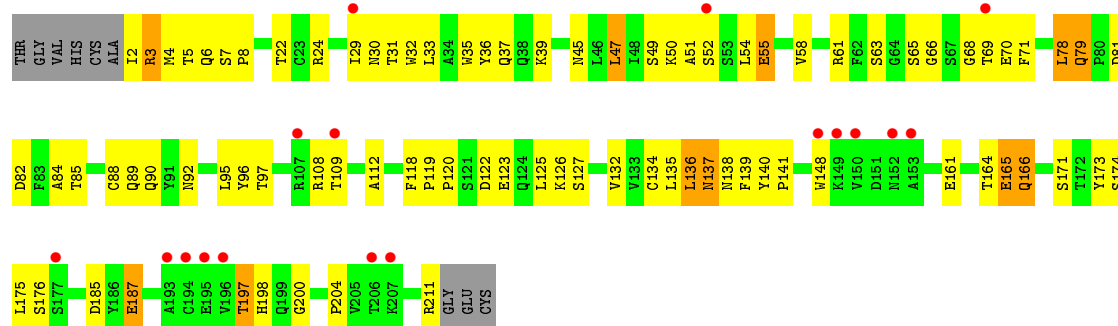 THR GLY VAL HIS CYS ALA I2 R3 M4 T5 Q6 S7 P8 T22 C23 R24 I29 N30 T31 W32 L33 A34 W35 Y36 Q37 Q38 K39 N45 L46 L47 I48 S49 K50 A51 S52 S53 L54 E55 V58 R61 F62 S63 G64 S65 G66 S67 G68 T69 E70 F71 L78 Q79 P80 D81
D82 F83 A84 T85 C88 Q89 Q90 Y91 N92 L95 Y96 T97 R107 R108 T109 A112 F118 P119 P120 S121 D122 E123 Q124 L125 K126 S127 V132 V133 C134 L135 L136 N137 N138 F139 Y140 P141 W148 K149 V150 D151 N152 A153 E161 T164 E165 Q166 S171 T172 Y173 S174
L175 S176 S177 D185 Y186 E187 A193 C194 E195 V196 T197 H198 Q199 G200 P204 V205 T206 K207 R211 GLY GLU CYS